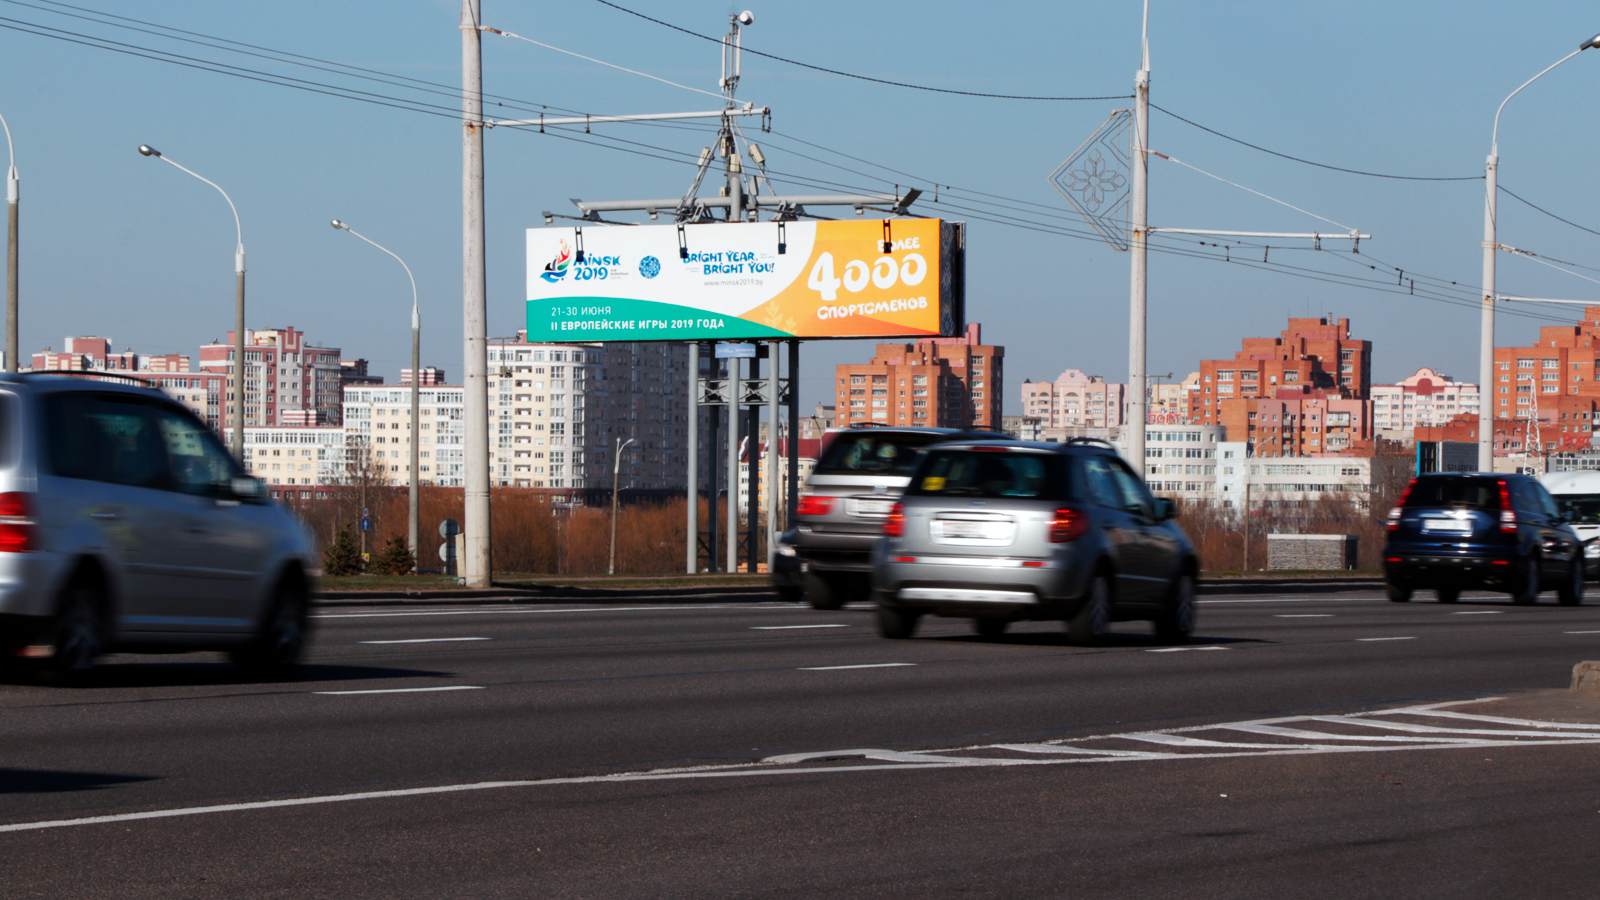 MINSK
2019
BRIGHT YEAR,
BRIGHT YOU!
www.minsk2019.by
21-30 ИЮНЯ
II ЕВРОПЕЙСКИЕ ИГРЫ 2019 ГОДА
БОЛЕЕ
4000
СПОРТСМЕНОВ